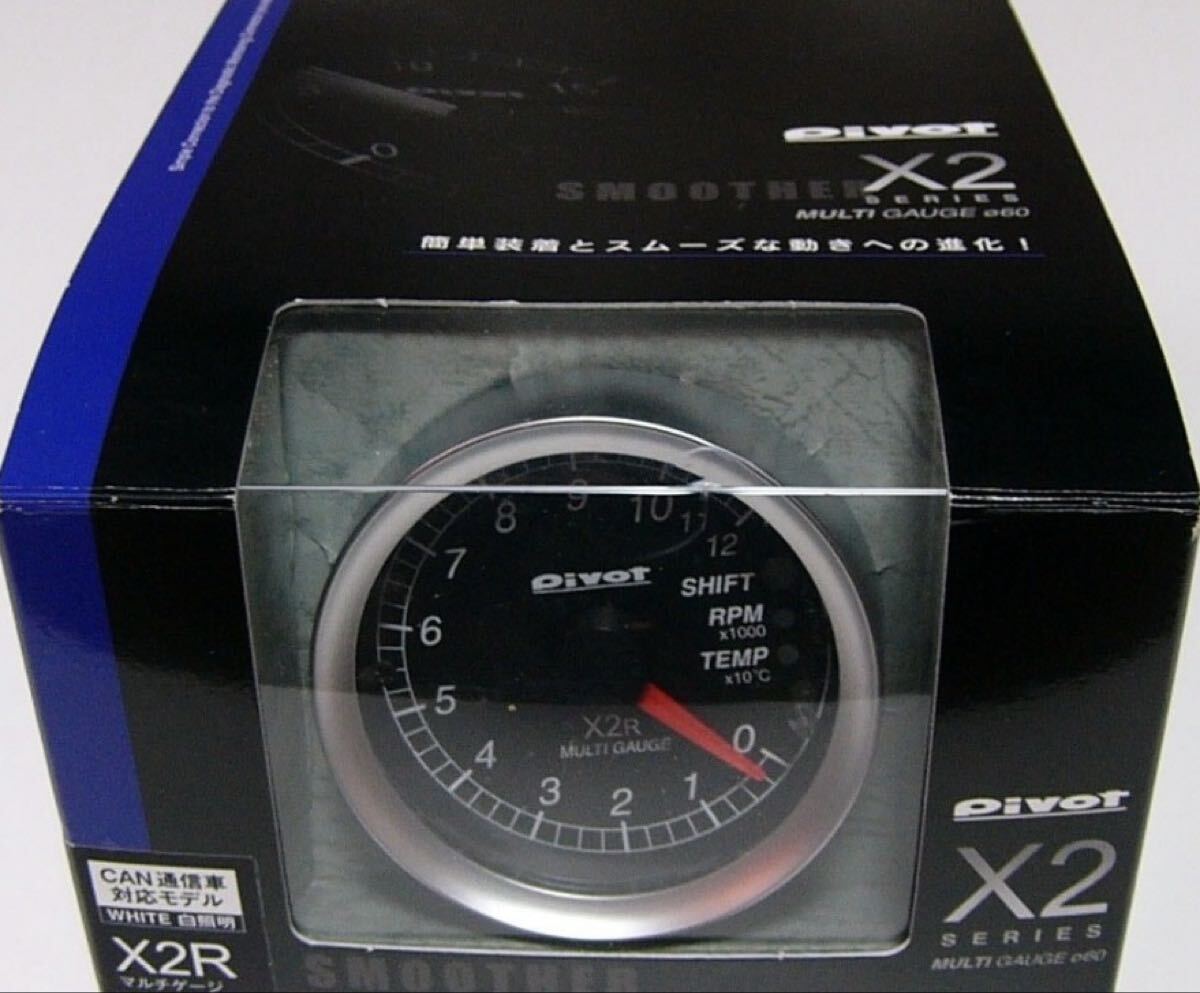 PIVOT
SMOOTHER
X2
SERIES
MULTI GAUGE ø60
簡単装着とスムーズな動きへの進化！
8
9
10
11
12
7
6
5
4
3
2
1
0
PIVOT
SHIFT
RPM
x1000
TEMP
x10℃
X2R
MULTI GAUGE
PIVOT
X2
SERIES
MULTI GAUGE ø60
CAN通信車
対応モデル
WHITE 白照明
X2R
マルチゲージ
SMOOTHER